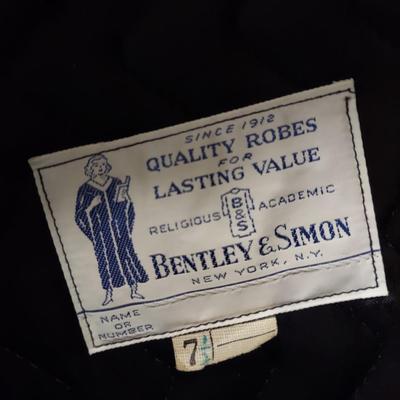 SINCE 1912
QUALITY ROBES
FOR
LASTING VALUE
RELIGIOUS B&S ACADEMIC
BENTLEY & SIMON
NEW YORK, N.Y.
NAME
OR
NUMBER
7